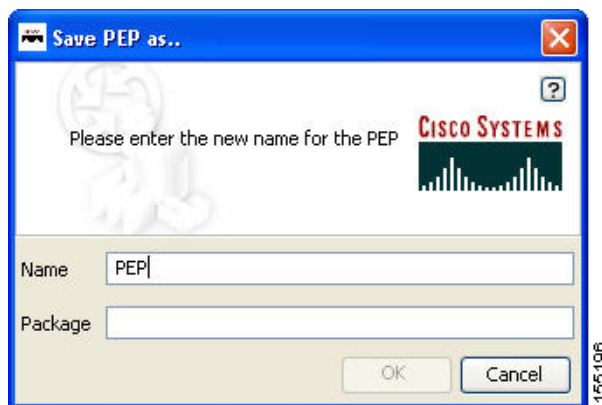 Save PEP as..
?
Please enter the new name for the PEP
CISCO SYSTEMS
Name
PEP
Package
OK
Cancel
155196